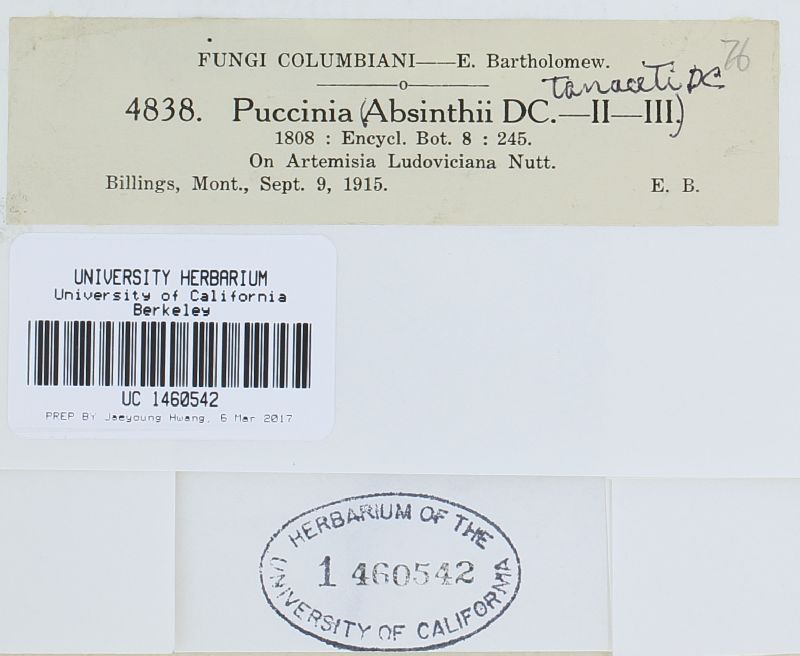 FUNGI COLUMBIANI——E. Bartholomew.
76
tanaceti DC
4838. Puccinia (Absinthii DC.—II—III.)
1808 : Encycl. Bot. 8 : 245.
On Artemisia Ludoviciana Nutt.
Billings, Mont., Sept. 9, 1915. E. B.
UNIVERSITY HERBARIUM
University of California
Berkeley
UC 1460542
PREP BY Jaeyoung Hwang, 6 Mar 2017
HERBARIUM OF THE
1 460542
UNIVERSITY OF CALIFORNIA